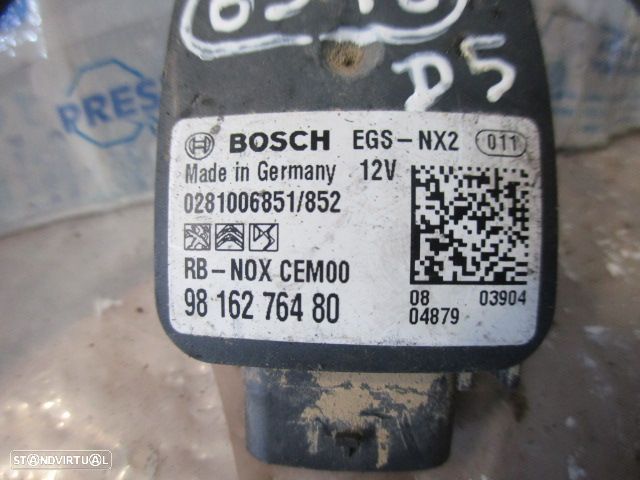 D5
PRES
BOSCH EGS-NX2 011
Made in Germany 12V
0281006851/852
RB-NOX CEM00
98 162 764 80
08 03904
04879
STANDVIRTUAL